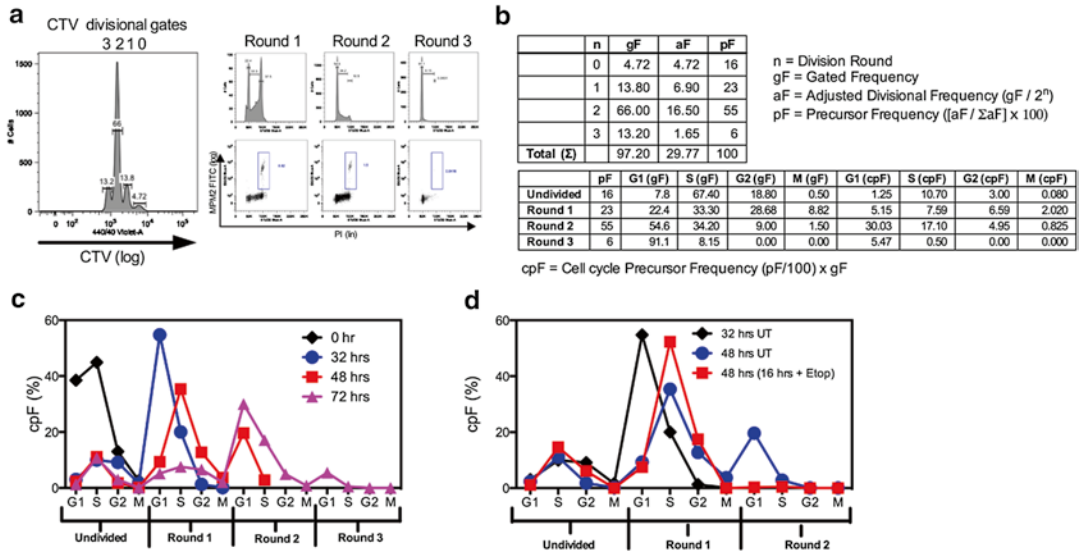 a
CTV divisional gates
3 2 1 0
# Cells
1500
1000
500
0
66
13.2
13.8
4.72
0 10² 10³ 10⁴ 10⁵
440/40 Violet-A
CTV (log)
Round 1 Round 2 Round 3
MPM2 FITC (log)
PI (lin)
b
n gF aF pF
0 4.72 4.72 16
1 13.80 6.90 23
2 66.00 16.50 55
3 13.20 1.65 6
Total (Σ) 97.20 29.77 100
n = Division Round
gF = Gated Frequency
aF = Adjusted Divisional Frequency (gF / 2ⁿ)
pF = Precursor Frequency ([aF / ΣaF] x 100)
pF G1 (gF) S (gF) G2 (gF) M (gF) G1 (cpF) S (cpF) G2 (cpF) M (cpF)
Undivided 16 7.8 67.40 18.80 0.50 1.25 10.70 3.00 0.080
Round 1 23 22.4 33.30 28.68 8.82 5.15 7.59 6.59 2.020
Round 2 55 54.6 34.20 9.00 1.50 30.03 17.10 4.95 0.825
Round 3 6 91.1 8.15 0.00 0.00 5.47 0.50 0.00 0.000
cpF = Cell cycle Precursor Frequency (pF/100) x gF
c
cpF (%)
60
40
20
0
0 hr
32 hrs
48 hrs
72 hrs
G1 S G2 M G1 S G2 M G1 S G2 M G1 S G2 M
Undivided Round 1 Round 2 Round 3
d
cpF (%)
60
40
20
0
32 hrs UT
48 hrs UT
48 hrs (16 hrs + Etop)
G1 S G2 M G1 S G2 M G1 S G2 M
Undivided Round 1 Round 2